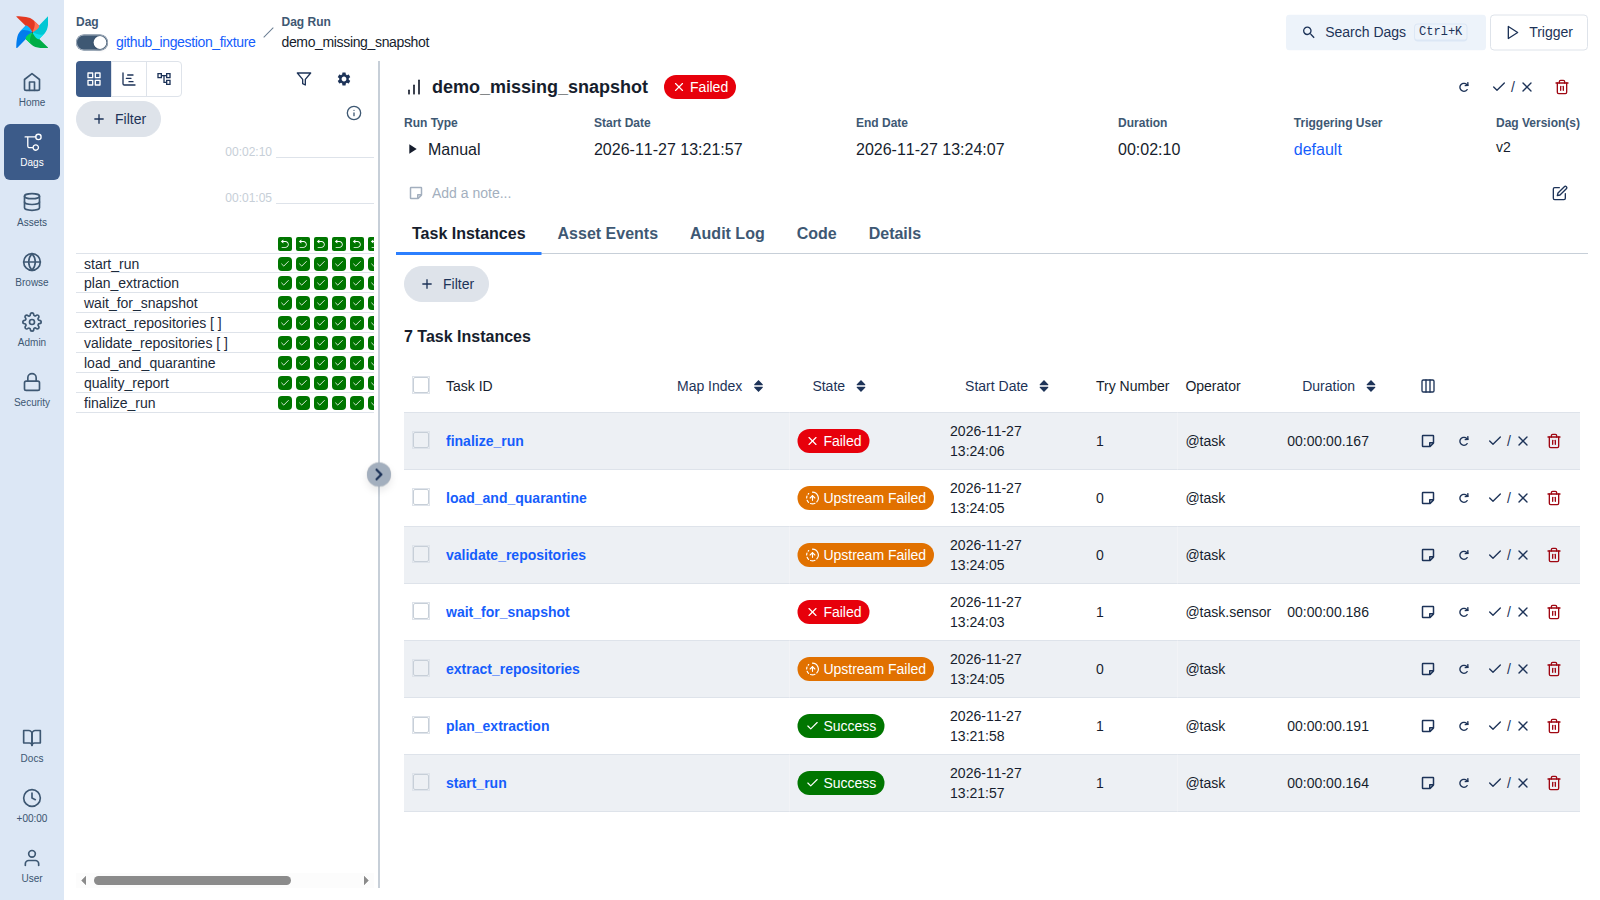 Dag
github_ingestion_fixture
/
Dag Run
demo_missing_snapshot
Search Dags Ctrl+K
Trigger
Home
Dags
Assets
Browse
Admin
Security
Docs
+00:00
User
Filter
00:02:10
00:01:05
start_run
plan_extraction
wait_for_snapshot
extract_repositories [ ]
validate_repositories [ ]
load_and_quarantine
quality_report
finalize_run
demo_missing_snapshot Failed
/
Run Type Start Date End Date Duration Triggering User Dag Version(s)
Manual 2026-11-27 13:21:57 2026-11-27 13:24:07 00:02:10 default v2
Add a note...
Task Instances Asset Events Audit Log Code Details
Filter
7 Task Instances
Task ID Map Index State Start Date Try Number Operator Duration
finalize_run Failed 2026-11-27 13:24:06 1 @task 00:00:00.167 /
load_and_quarantine Upstream Failed 2026-11-27 13:24:05 0 @task /
validate_repositories Upstream Failed 2026-11-27 13:24:05 0 @task /
wait_for_snapshot Failed 2026-11-27 13:24:03 1 @task.sensor 00:00:00.186 /
extract_repositories Upstream Failed 2026-11-27 13:24:05 0 @task /
plan_extraction Success 2026-11-27 13:21:58 1 @task 00:00:00.191 /
start_run Success 2026-11-27 13:21:57 1 @task 00:00:00.164 /